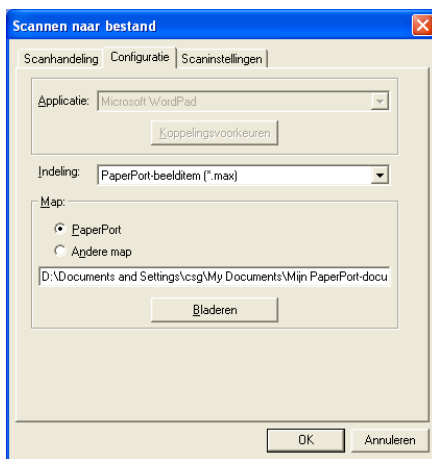 Scannen naar bestand
Scanhandeling Configuratie Scaninstellingen
Applicatie: Microsoft WordPad
Koppelingsvoorkeuren
Indeling: PaperPort-beelditem (*.max)
Map:
PaperPort
Andere map
D:\Documents and Settings\csg\My Documents\Mijn PaperPort-docu
Bladeren
OK Annuleren